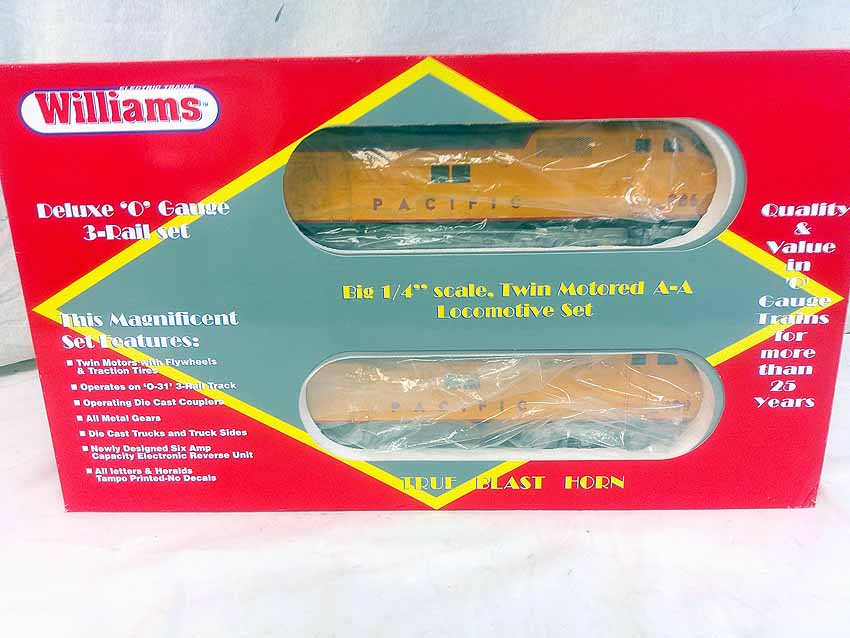 ELECTRIC TRAINS
Williams™
Deluxe 'O' Gauge
3-Rail set
This Magnificent
Set Features:
■ Twin Motors with Flywheels
& Traction Tires
■ Operates on 'O-31' 3-Rail Track
■ Operating Die Cast Couplers
■ All Metal Gears
■ Die Cast Trucks and Truck Sides
■ Newly Designed Six Amp
Capacity Electronic Reverse Unit
■ All letters & Heralds
Tampo Printed-No Decals
PACIFIC
Big 1/4” scale, Twin Motored A-A
Locomotive Set
PACIFIC
TRUE BLAST HORN
Quality
&
Value
in
'O'
Gauge
Trains
for
more
than
25
Years